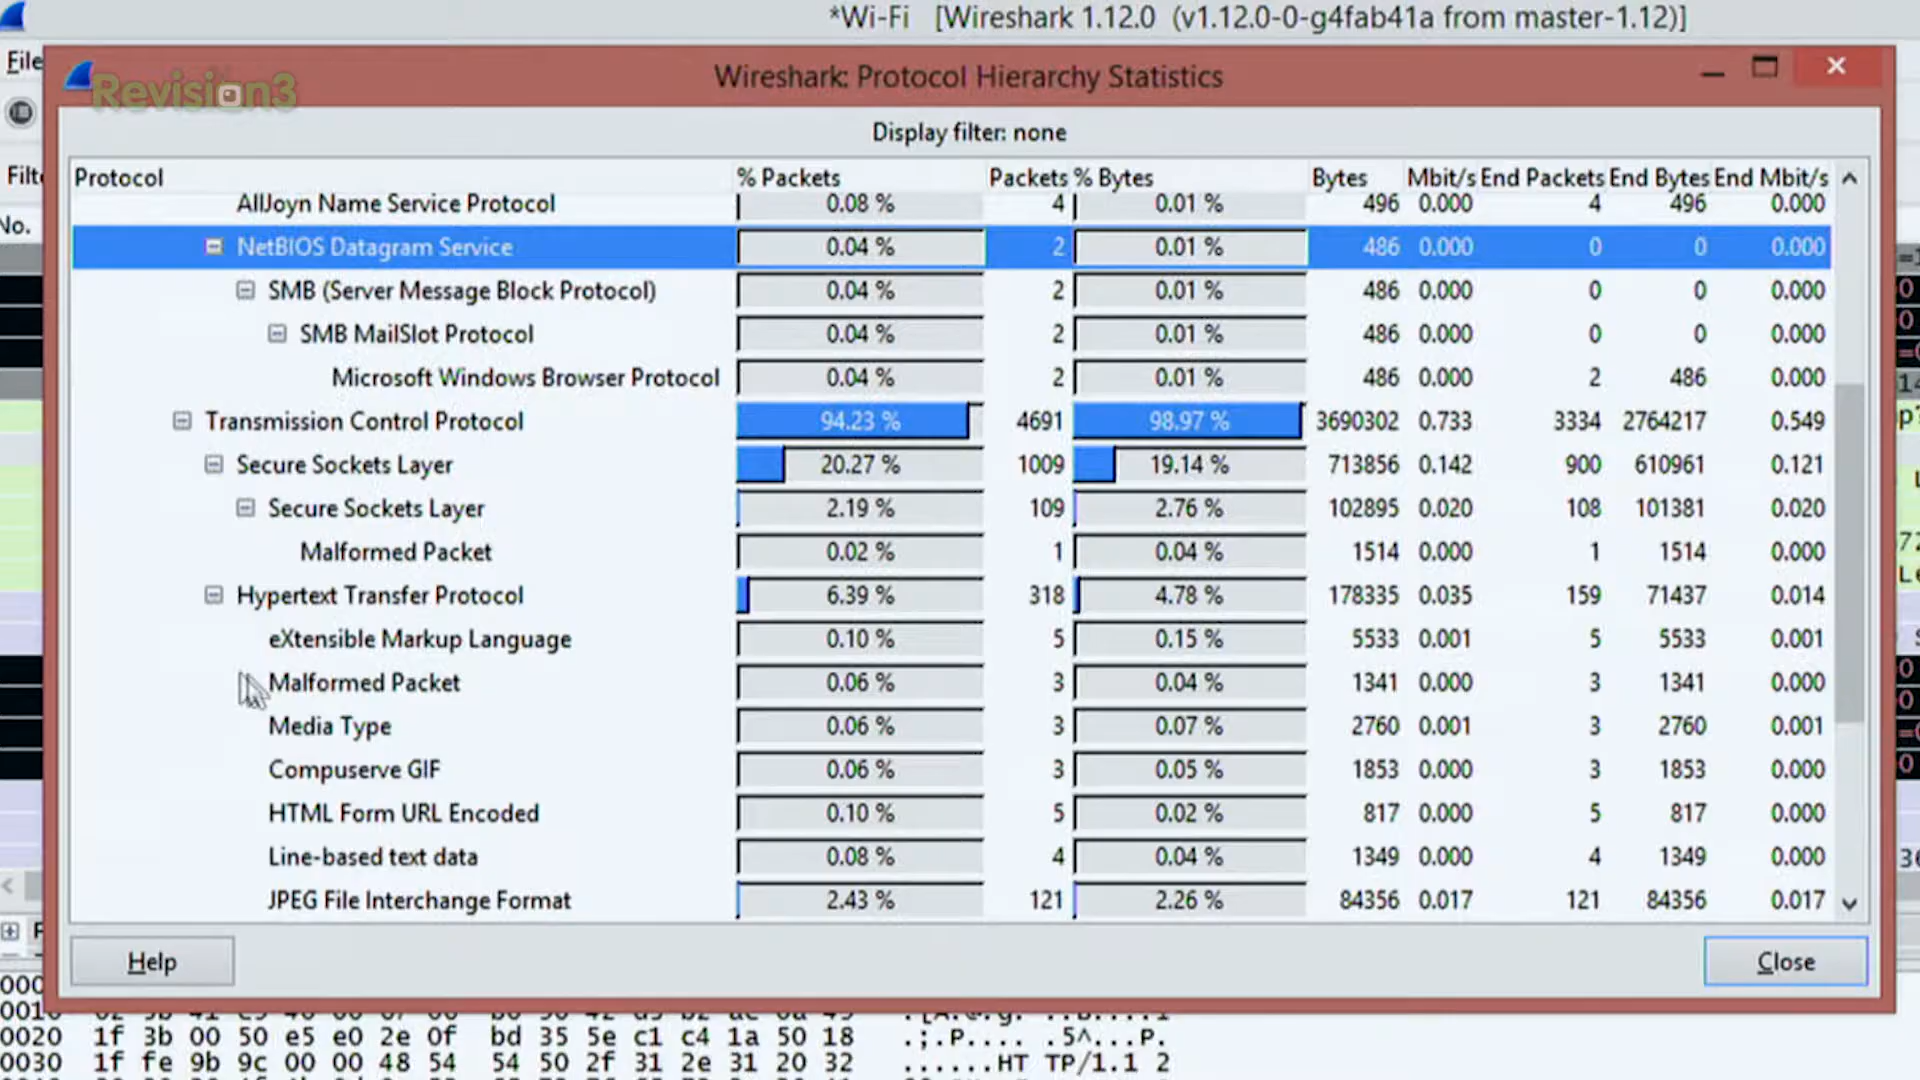 *Wi-Fi [Wireshark 1.12.0 (v1.12.0-0-g4fab41a from master-1.12)]
File
Revision3
Wireshark: Protocol Hierarchy Statistics
Display filter: none
Protocol % Packets Packets % Bytes Bytes Mbit/s End Packets End Bytes End Mbit/s
AllJoyn Name Service Protocol 0.08 % 4 0.01 % 496 0.000 4 496 0.000
No.
NetBIOS Datagram Service 0.04 % 2 0.01 % 486 0.000 0 0 0.000
SMB (Server Message Block Protocol) 0.04 % 2 0.01 % 486 0.000 0 0 0.000
SMB MailSlot Protocol 0.04 % 2 0.01 % 486 0.000 0 0 0.000
Microsoft Windows Browser Protocol 0.04 % 2 0.01 % 486 0.000 2 486 0.000
Transmission Control Protocol 94.23 % 4691 98.97 % 3690302 0.733 3334 2764217 0.549
Secure Sockets Layer 20.27 % 1009 19.14 % 713856 0.142 900 610961 0.121
Secure Sockets Layer 2.19 % 109 2.76 % 102895 0.020 108 101381 0.020
Malformed Packet 0.02 % 1 0.04 % 1514 0.000 1 1514 0.000
Hypertext Transfer Protocol 6.39 % 318 4.78 % 178335 0.035 159 71437 0.014
eXtensible Markup Language 0.10 % 5 0.15 % 5533 0.001 5 5533 0.001
Malformed Packet 0.06 % 3 0.04 % 1341 0.000 3 1341 0.000
Media Type 0.06 % 3 0.07 % 2760 0.001 3 2760 0.001
Compuserve GIF 0.06 % 3 0.05 % 1853 0.000 3 1853 0.000
HTML Form URL Encoded 0.10 % 5 0.02 % 817 0.000 5 817 0.000
Line-based text data 0.08 % 4 0.04 % 1349 0.000 4 1349 0.000
JPEG File Interchange Format 2.43 % 121 2.26 % 84356 0.017 121 84356 0.017
Help Close
0020 1f 3b 00 50 e5 e0 2e 0f bd 35 5e c1 c4 1a 50 18 .;.P.... .5^...P.
0030 1f fe 9b 9c 00 00 48 54 54 50 2f 31 2e 31 20 32 ......HT TP/1.1 2